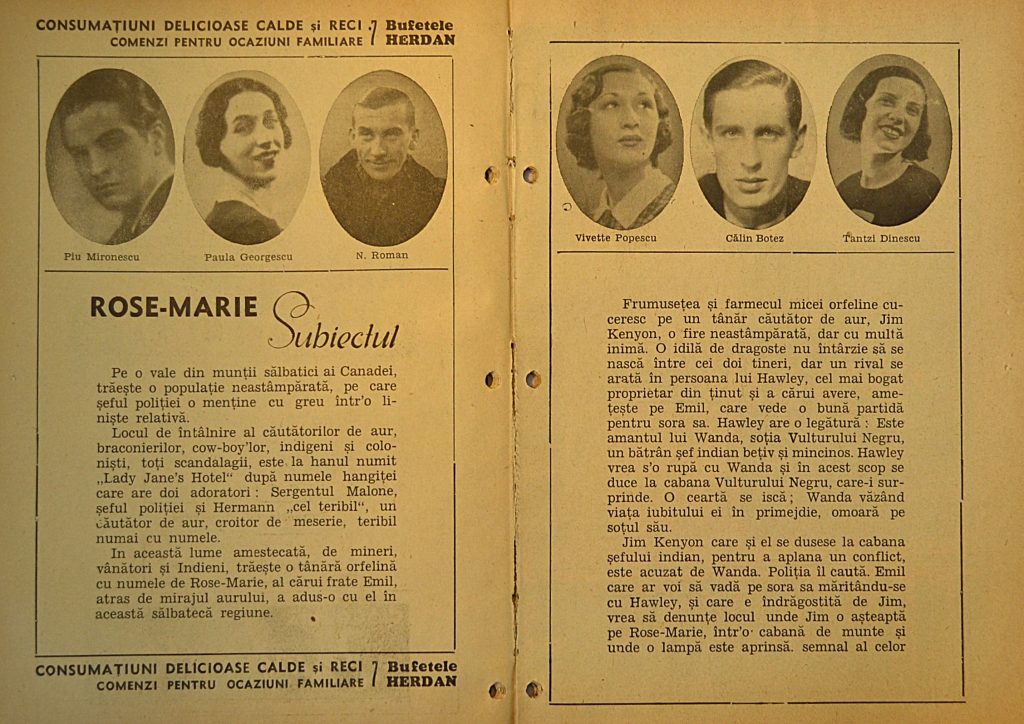 CONSUMAȚIUNI DELICIOASE CALDE și RECI / Bufetele
COMENZI PENTRU OCAZIUNI FAMILIARE / HERDAN
Piu Mironescu
Paula Georgescu
N. Roman
ROSE-MARIE
Subiectul
Pe o vale din munții sălbatici ai Canadei,
trăește o populație neastâmpărată, pe care
șeful poliției o menține cu greu într'o li-
niște relativă.
Locul de întâlnire al căutătorilor de aur,
braconierilor, cow-boy'lor, indigeni și colo-
niști, toți scandalagii, este la hanul numit
„Lady Jane's Hotel“ după numele hangiței
care are doi adoratori : Sergentul Malone,
șeful poliției și Hermann „cel teribil“, un
căutător de aur, croitor de meserie, teribil
numai cu numele.
In această lume amestecată, de mineri,
vânători și Indieni, trăește o tânără orfelină
cu numele de Rose-Marie, al cărui frate Emil,
atras de mirajul aurului, a adus-o cu el în
această sălbatecă regiune.
CONSUMAȚIUNI DELICIOASE CALDE și RECI / Bufetele
COMENZI PENTRU OCAZIUNI FAMILIARE / HERDAN
Vivette Popescu
Călin Botez
Tantzi Dinescu
Frumusețea și farmecul micei orfeline cu-
ceresc pe un tânăr căutător de aur, Jim
Kenyon, o fire neastâmpărată, dar cu multă
inimă. O idilă de dragoste nu întârzie să se
nască între cei doi tineri, dar un rival se
arată în persoana lui Hawley, cel mai bogat
proprietar din ținut și a cărui avere, ame-
țește pe Emil, care vede o bună partidă
pentru sora sa. Hawley are o legătură : Este
amantul lui Wanda, soția Vulturului Negru,
un bătrân șef indian bețiv și mincinos. Hawley
vrea s'o rupă cu Wanda și în acest scop se
duce la cabana Vulturului Negru, care-i sur-
prinde. O ceartă se iscă ; Wanda văzând
viața iubitului ei în primejdie, omoară pe
soțul său.
Jim Kenyon care și el se dusese la cabana
șefului indian, pentru a aplana un conflict,
este acuzat de Wanda. Poliția îl caută. Emil
care ar voi să vadă pe sora sa măritându-se
cu Hawley, și care e îndrăgostită de Jim,
vrea să denunțe locul unde Jim o așteaptă
pe Rose-Marie, într'o cabană de munte și
unde o lampă este aprinsă. semnal al celor